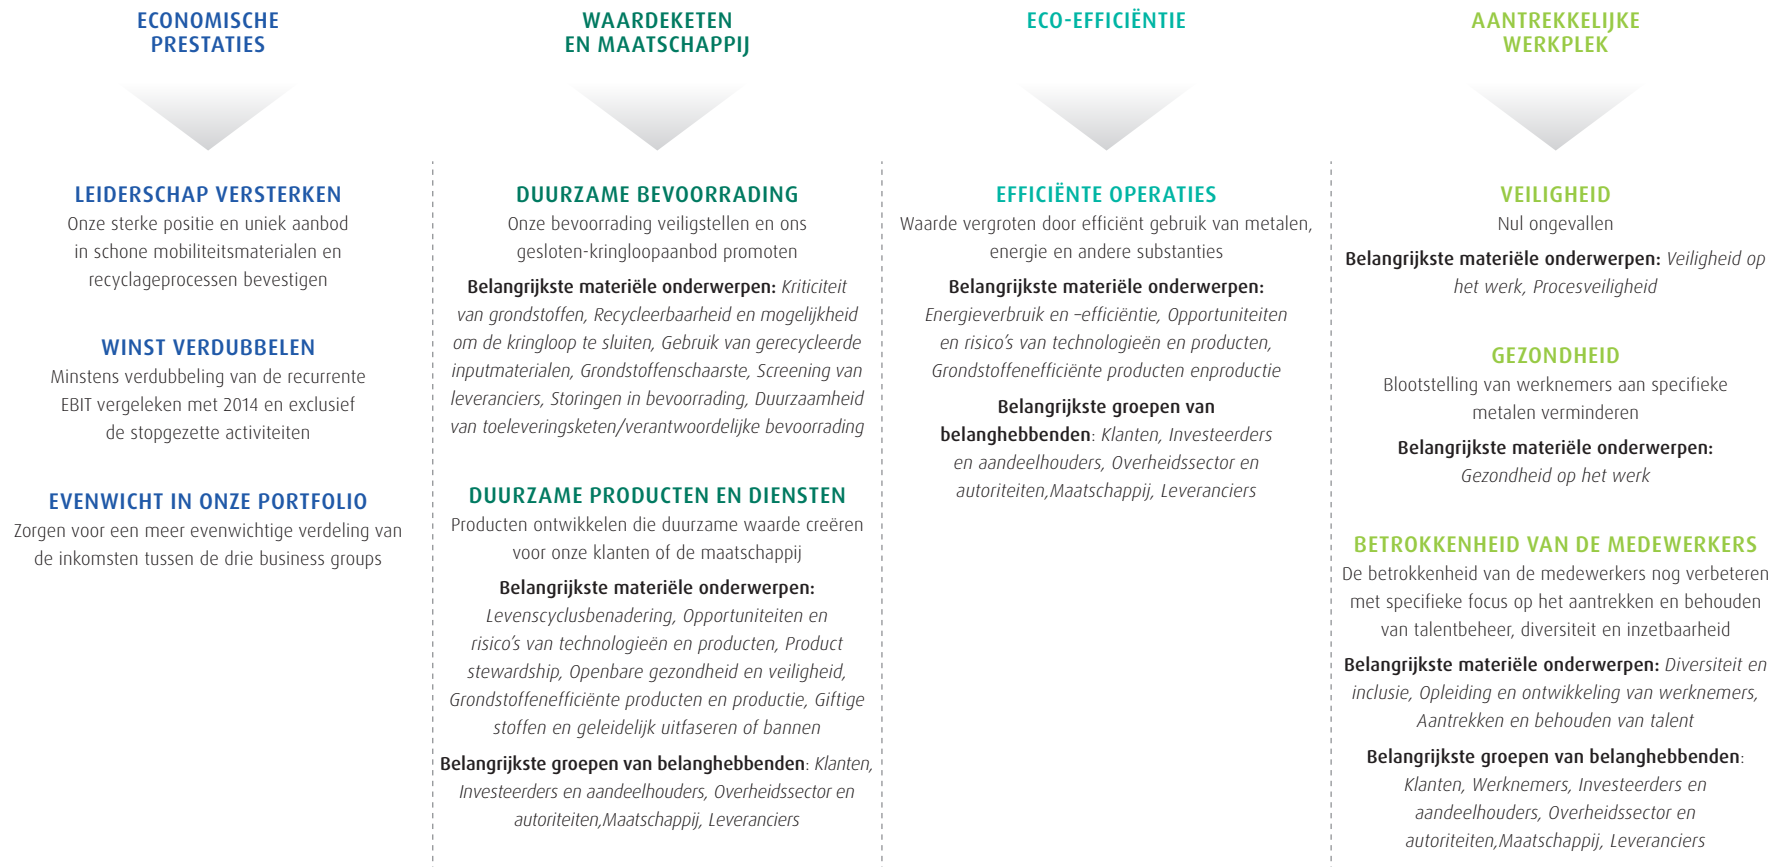 ECONOMISCHE
PRESTATIES
LEIDERSCHAP VERSTERKEN
Onze sterke positie en uniek aanbod
in schone mobiliteitsmaterialen en
recyclageprocessen bevestigen
WINST VERDUBBELEN
Minstens verdubbeling van de recurrente
EBIT vergeleken met 2014 en exclusief
de stopgezette activiteiten
EVENWICHT IN ONZE PORTFOLIO
Zorgen voor een meer evenwichtige verdeling van
de inkomsten tussen de drie business groups
WAARDEKETEN
EN MAATSCHAPPIJ
DUURZAME BEVOORRADING
Onze bevoorrading veiligstellen en ons
gesloten-kringloopaanbod promoten
Belangrijkste materiële onderwerpen: Kriticiteit
van grondstoffen, Recycleerbaarheid en mogelijkheid
om de kringloop te sluiten, Gebruik van gerecycleerde
inputmaterialen, Grondstoffenschaarste, Screening van
leveranciers, Storingen in bevoorrading, Duurzaamheid
van toeleveringsketen/verantwoordelijke bevoorrading
DUURZAME PRODUCTEN EN DIENSTEN
Producten ontwikkelen die duurzame waarde creëren
voor onze klanten of de maatschappij
Belangrijkste materiële onderwerpen:
Levenscyclusbenadering, Opportuniteiten en
risico's van technologieën en producten, Product
stewardship, Openbare gezondheid en veiligheid,
Grondstoffenefficiënte producten en productie, Giftige
stoffen en geleidelijk uitfaseren of bannen
Belangrijkste groepen van belanghebbenden: Klanten,
Investeerders en aandeelhouders, Overheidssector en
autoriteiten,Maatschappij, Leveranciers
ECO-EFFICIËNTIE
EFFICIËNTE OPERATIES
Waarde vergroten door efficiënt gebruik van metalen,
energie en andere substanties
Belangrijkste materiële onderwerpen:
Energieverbruik en –efficiëntie, Opportuniteiten
en risico's van technologieën en producten,
Grondstoffenefficiënte producten enproductie
Belangrijkste groepen van
belanghebbenden: Klanten, Investeerders
en aandeelhouders, Overheidssector en
autoriteiten,Maatschappij, Leveranciers
AANTREKKELIJKE
WERKPLEK
VEILIGHEID
Nul ongevallen
Belangrijkste materiële onderwerpen: Veiligheid op
het werk, Procesveiligheid
GEZONDHEID
Blootstelling van werknemers aan specifieke
metalen verminderen
Belangrijkste materiële onderwerpen:
Gezondheid op het werk
BETROKKENHEID VAN DE MEDEWERKERS
De betrokkenheid van de medewerkers nog verbeteren
met specifieke focus op het aantrekken en behouden
van talentbeheer, diversiteit en inzetbaarheid
Belangrijkste materiële onderwerpen: Diversiteit en
inclusie, Opleiding en ontwikkeling van werknemers,
Aantrekken en behouden van talent
Belangrijkste groepen van belanghebbenden:
Klanten, Werknemers, Investeerders en
aandeelhouders, Overheidssector en
autoriteiten,Maatschappij, Leveranciers